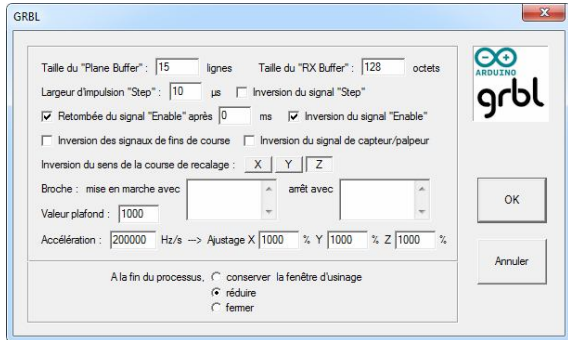 GRBL
Taille du "Plane Buffer" : 15 lignes Taille du "RX Buffer" : 128 octets
Largeur d'impulsion "Step" : 10 µs Inversion du signal "Step"
Retombée du signal "Enable" après 0 ms Inversion du signal "Enable"
Inversion des signaux de fins de course Inversion du signal de capteur/palpeur
Inversion du sens de la course de recalage : X Y Z
Broche : mise en marche avec arrêt avec
Valeur plafond : 1000
Accélération : 200000 Hz/s --> Ajustage X 1000 % Y 1000 % Z 1000 %
A la fin du processus, conserver la fenêtre d'usinage
réduire
fermer
ARDUINO
grbl
OK
Annuler